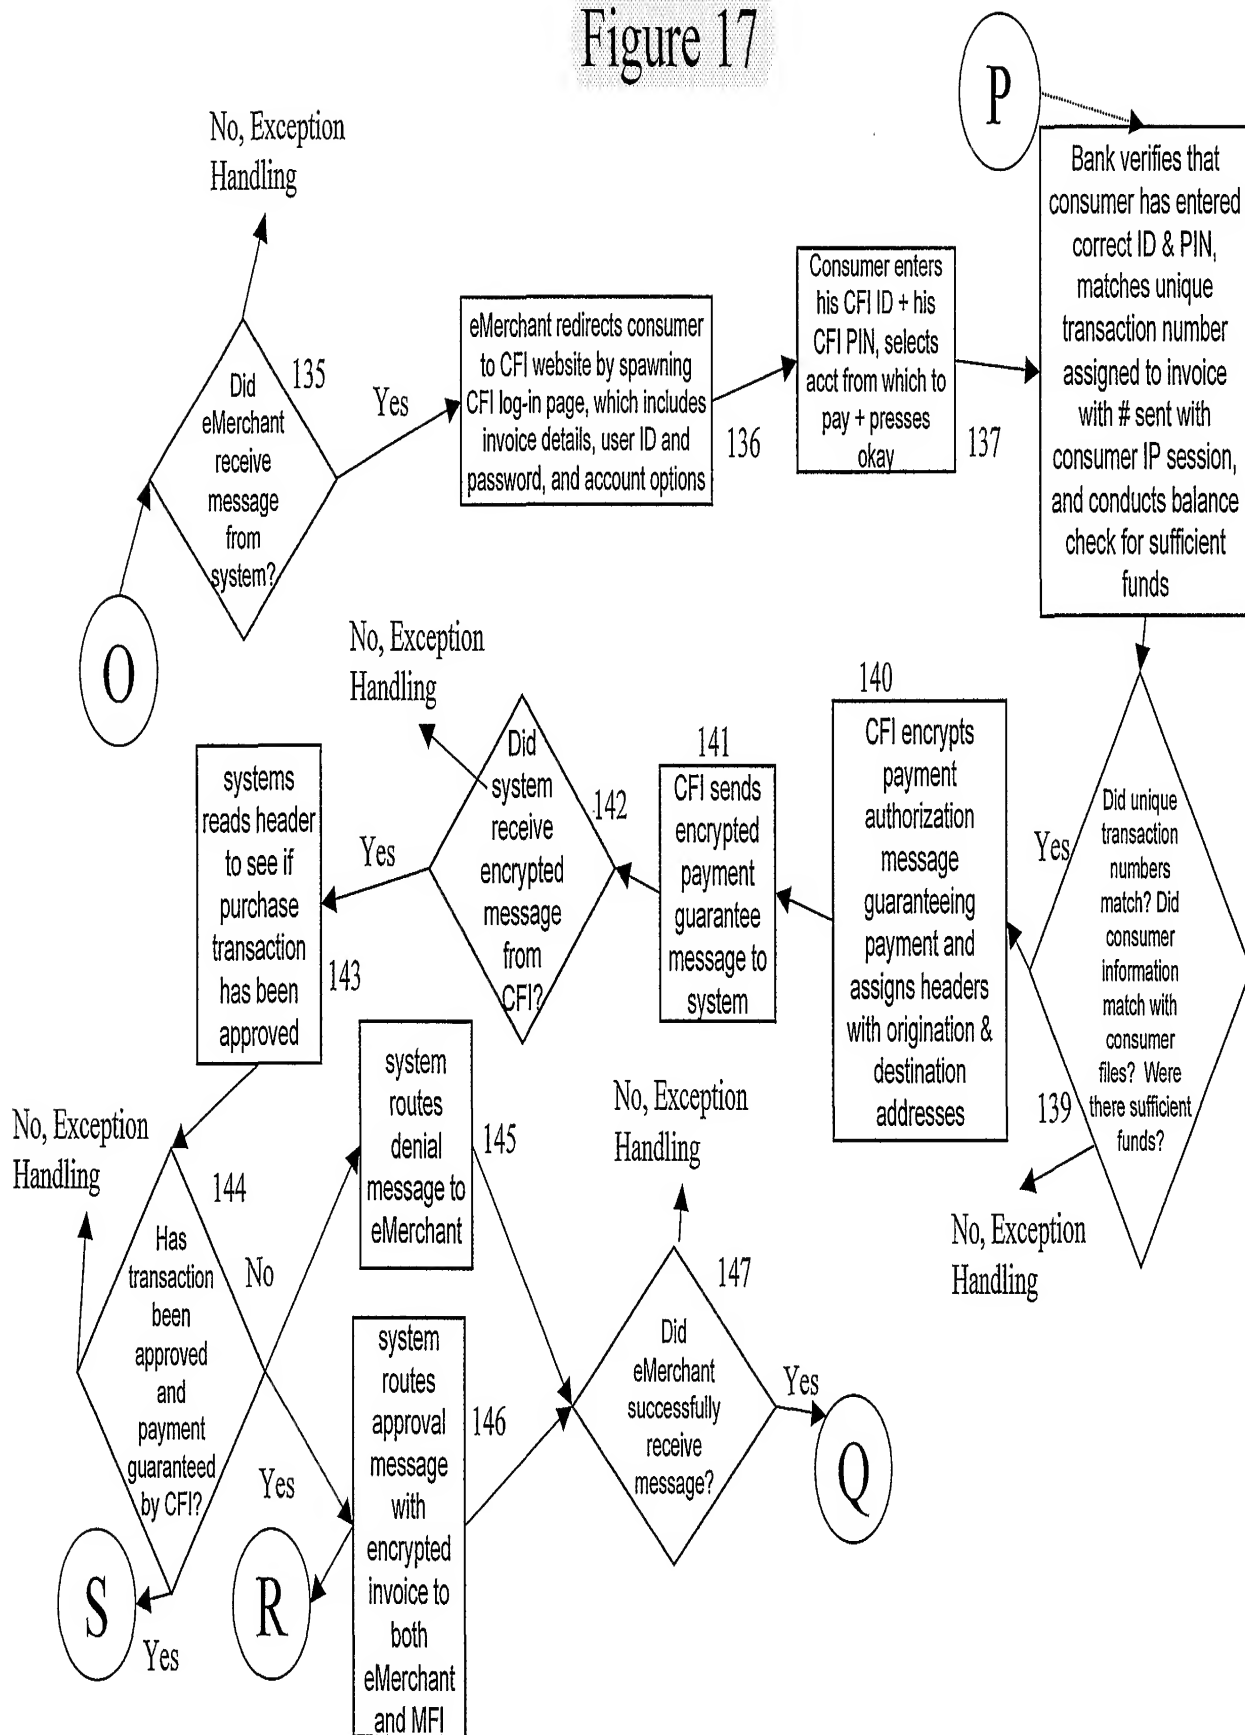 Figure 17
P
No, Exception
Handling
Bank verifies that
consumer has entered
correct ID & PIN,
matches unique
transaction number
assigned to invoice
with # sent with
consumer IP session,
and conducts balance
check for sufficient
funds
Consumer enters
his CFI ID + his
CFI PIN, selects
acct from which to
pay + presses
okay
137
eMerchant redirects consumer
to CFI website by spawning
CFI log-in page, which includes
invoice details, user ID and
password, and account options
136
135
Yes
Did
eMerchant
receive
message
from
system?
O
No, Exception
Handling
140
CFI encrypts
payment
authorization
message
guaranteeing
payment and
assigns headers
with origination &
destination
addresses
141
CFI sends
encrypted
payment
guarantee
message to
system
Did
system
receive
encrypted
message
from
CFI?
142
Yes
systems
reads header
to see if
purchase
transaction
has been
approved
143
Yes
Did unique
transaction
numbers
match? Did
consumer
information
match with
consumer
files? Were
there sufficient
funds?
139
No, Exception
Handling
system
routes
denial
message to
eMerchant
145
No, Exception
Handling
No, Exception
Handling
144
Has
transaction
been
approved
and
payment
guaranteed
by CFI?
No
Yes
147
Did
eMerchant
successfully
receive
message?
Yes
Q
system
routes
approval
message
with
encrypted
invoice to
both
eMerchant
and MFI
146
S
Yes
R